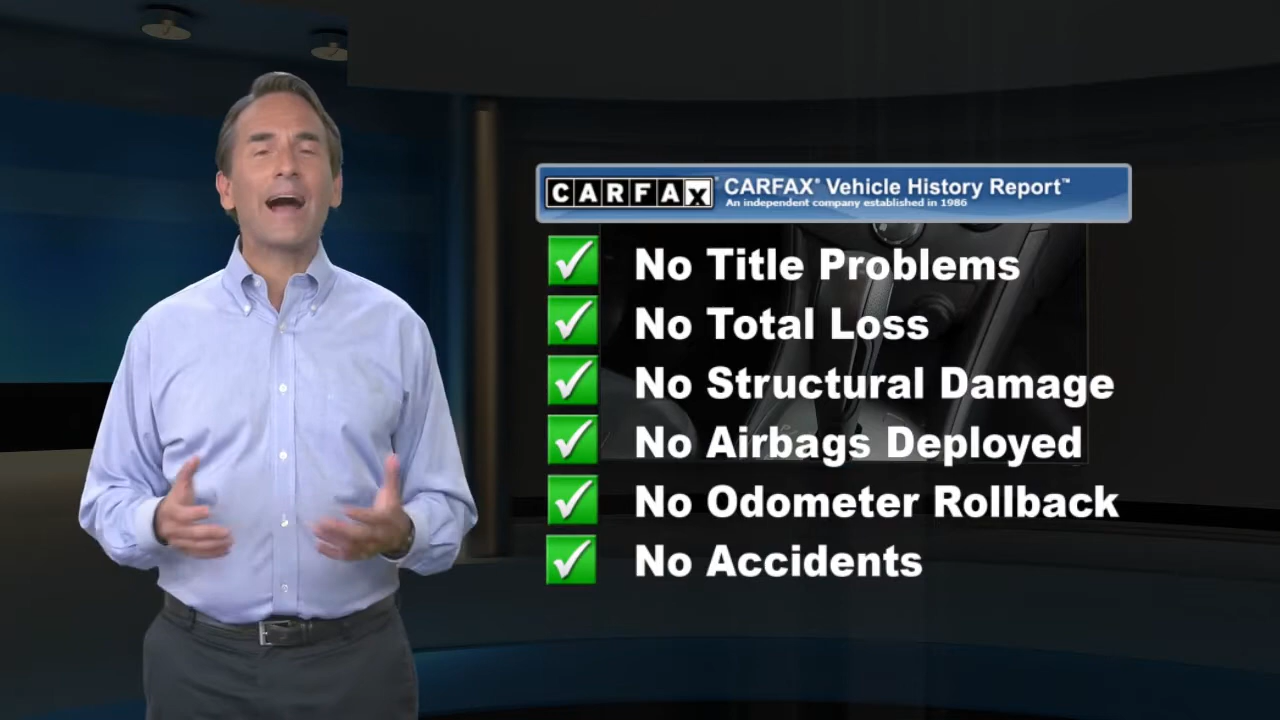 CARFAX
CARFAX® Vehicle History Report™
An independent company established in 1986
No Title Problems
No Total Loss
No Structural Damage
No Airbags Deployed
No Odometer Rollback
No Accidents